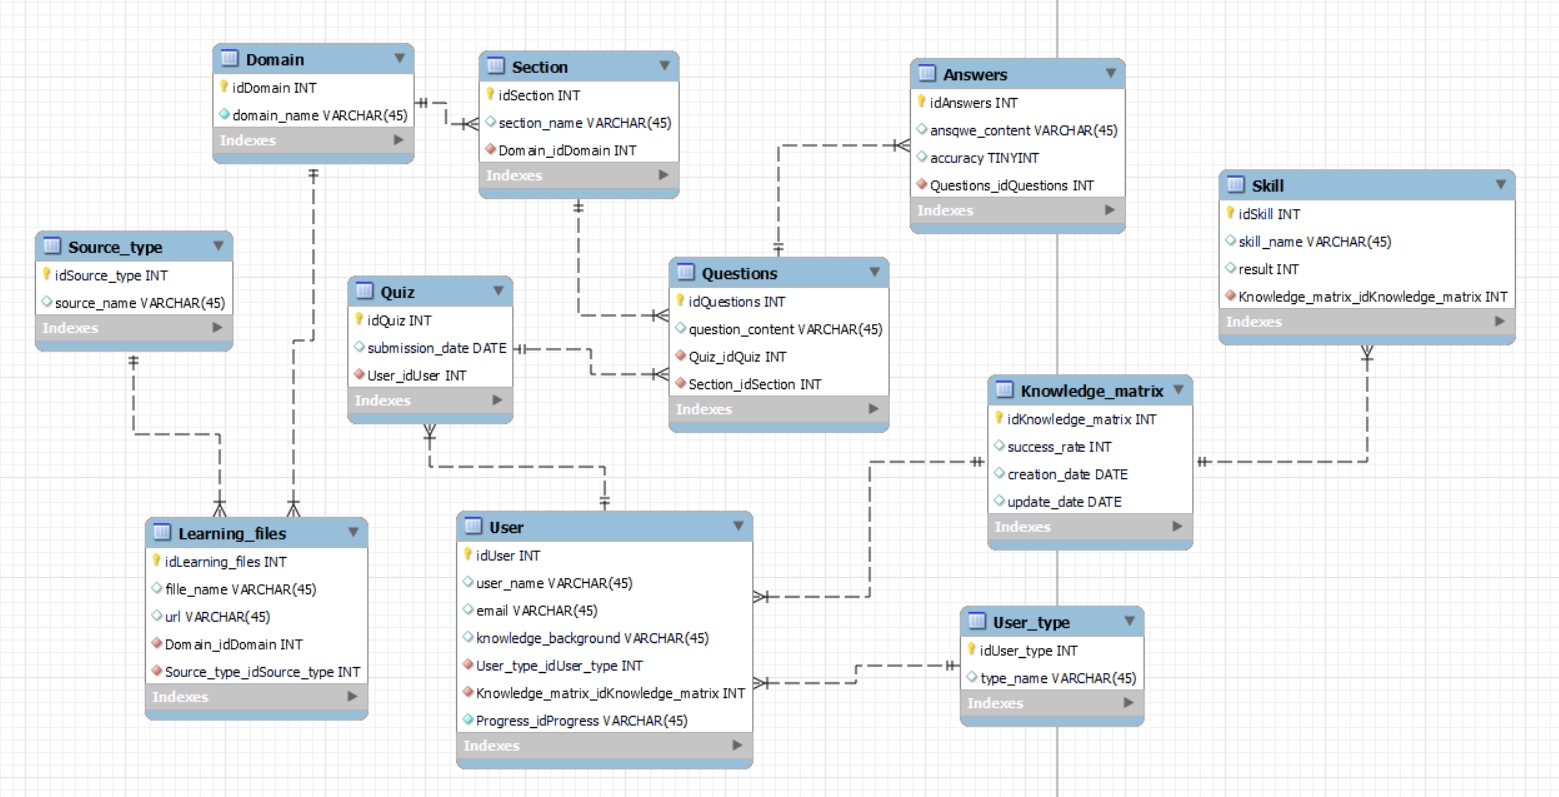 Domain
idDomain INT
domain_name VARCHAR(45)
Indexes
Section
idSection INT
section_name VARCHAR(45)
Domain_idDomain INT
Indexes
Answers
idAnswers INT
ansqwe_content VARCHAR(45)
accuracy TINYINT
Questions_idQuestions INT
Indexes
Skill
idSkill INT
skill_name VARCHAR(45)
result INT
Knowledge_matrix_idKnowledge_matrix INT
Indexes
Source_type
idSource_type INT
source_name VARCHAR(45)
Indexes
Quiz
idQuiz INT
submission_date DATE
User_idUser INT
Indexes
Questions
idQuestions INT
question_content VARCHAR(45)
Quiz_idQuiz INT
Section_idSection INT
Indexes
Knowledge_matrix
idKnowledge_matrix INT
success_rate INT
creation_date DATE
update_date DATE
Indexes
Learning_files
idLearning_files INT
fille_name VARCHAR(45)
url VARCHAR(45)
Domain_idDomain INT
Source_type_idSource_type INT
Indexes
User
idUser INT
user_name VARCHAR(45)
email VARCHAR(45)
knowledge_background VARCHAR(45)
User_type_idUser_type INT
Knowledge_matrix_idKnowledge_matrix INT
Progress_idProgress VARCHAR(45)
Indexes
User_type
idUser_type INT
type_name VARCHAR(45)
Indexes